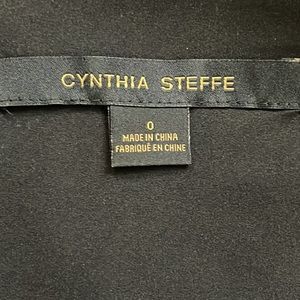 CYNTHIA STEFFE
0
MADE IN CHINA
FABRIQUÉ EN CHINE